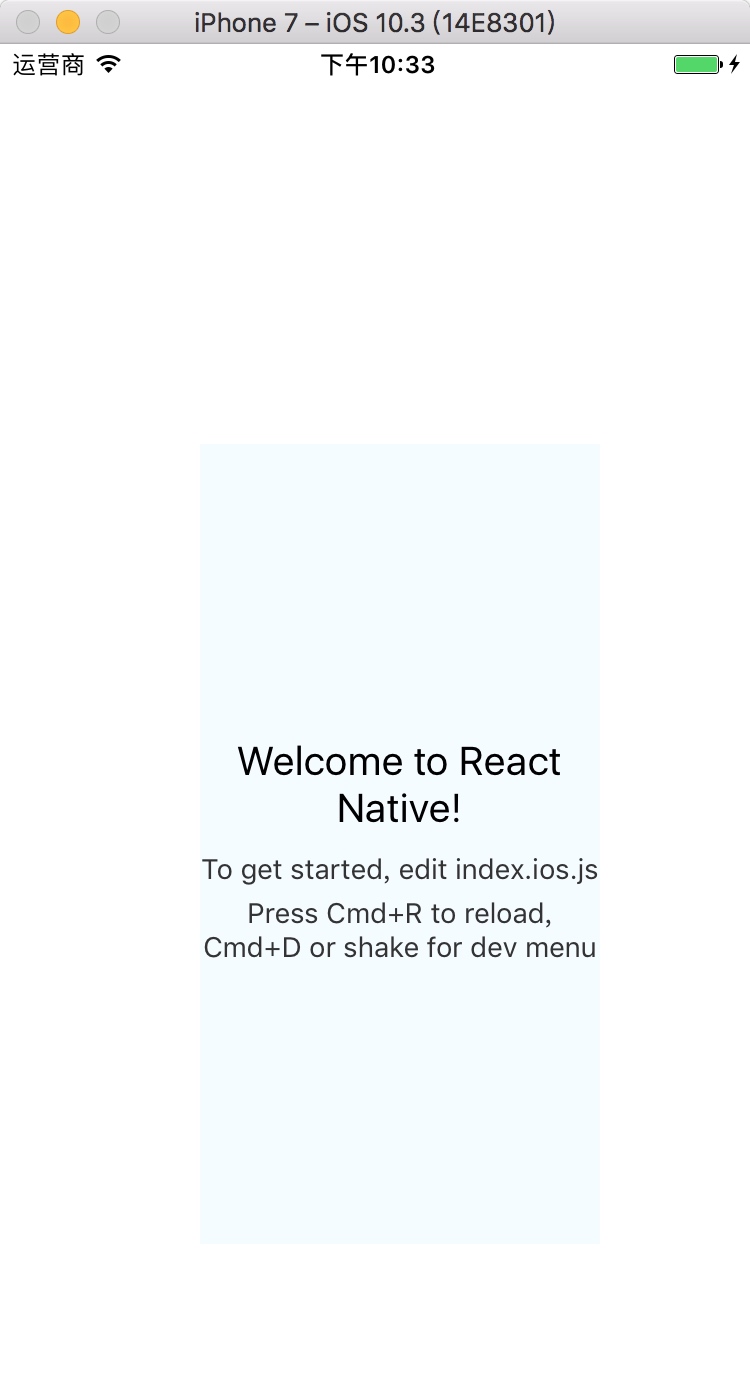 iPhone 7 – iOS 10.3 (14E8301)
运营商 下午10:33
Welcome to React
Native!
To get started, edit index.ios.js
Press Cmd+R to reload,
Cmd+D or shake for dev menu